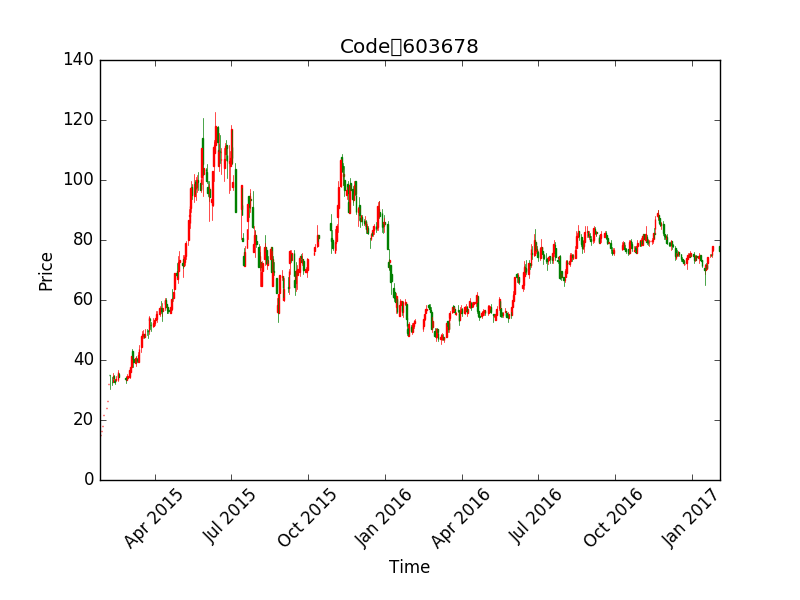 Code▯603678
140
120
100
80
60
40
20
0
Price
Apr 2015
Jul 2015
Oct 2015
Jan 2016
Apr 2016
Jul 2016
Oct 2016
Jan 2017
Time